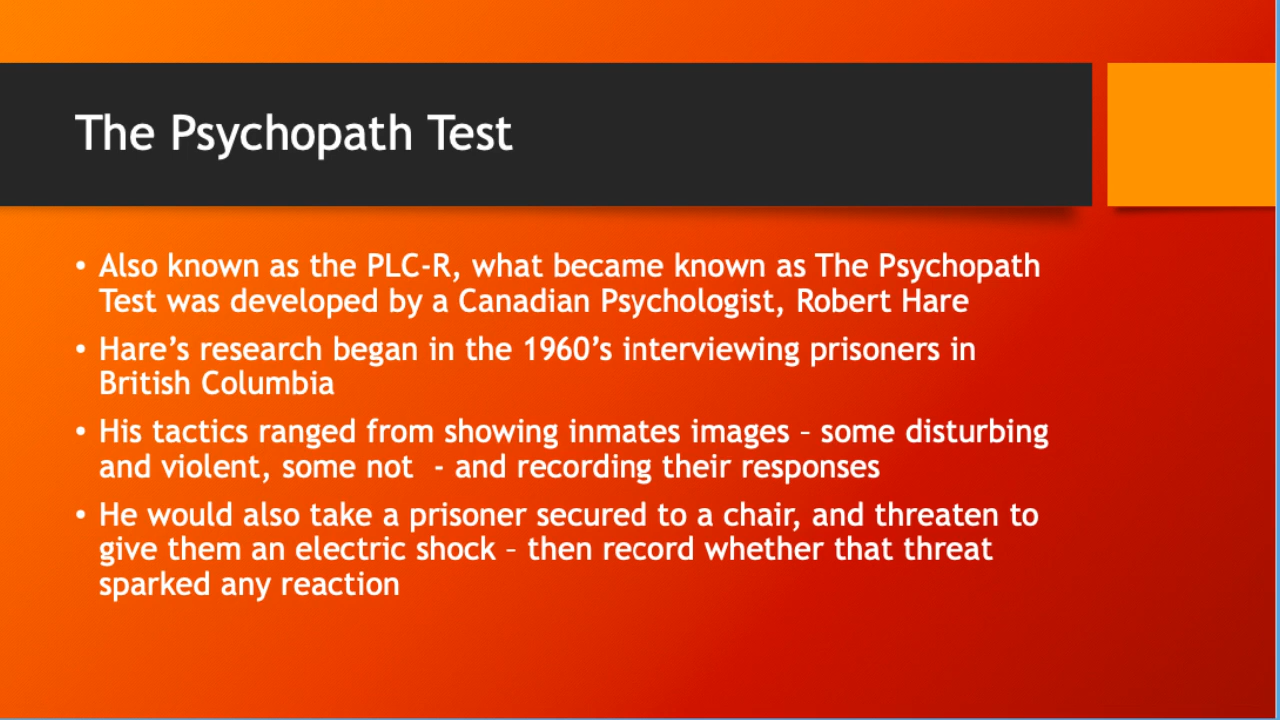 The Psychopath Test
• Also known as the PLC-R, what became known as The Psychopath
Test was developed by a Canadian Psychologist, Robert Hare
• Hare’s research began in the 1960’s interviewing prisoners in
British Columbia
• His tactics ranged from showing inmates images – some disturbing
and violent, some not  - and recording their responses
• He would also take a prisoner secured to a chair, and threaten to
give them an electric shock – then record whether that threat
sparked any reaction